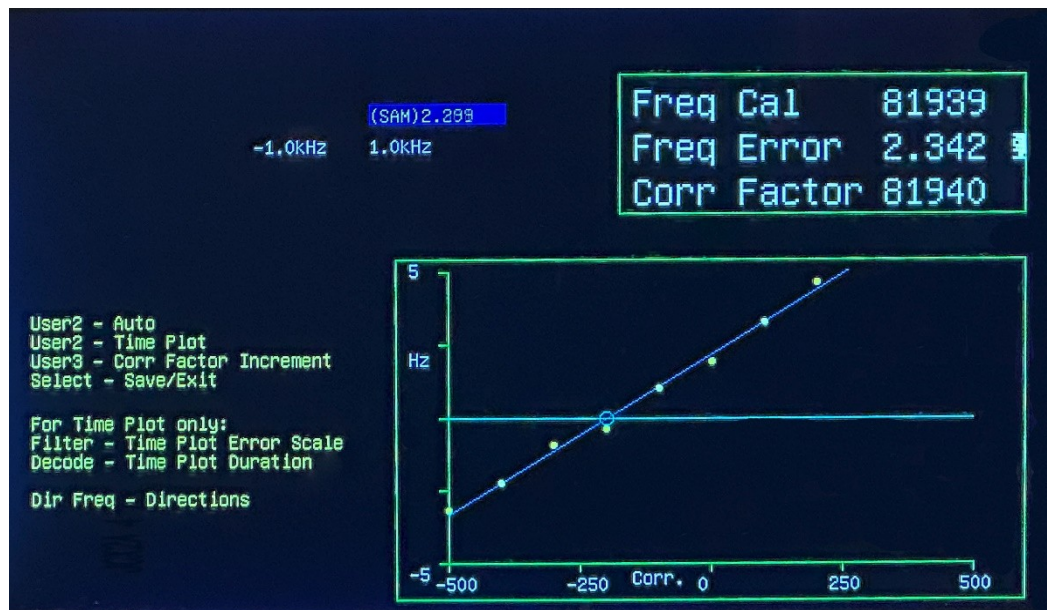 (SAM)2.299
-1.0kHz 1.0kHz
Freq Cal 81939
Freq Error 2.342
Corr Factor 81940
User2 - Auto
User2 - Time Plot
User3 - Corr Factor Increment
Select - Save/Exit
For Time Plot only:
Filter - Time Plot Error Scale
Decode - Time Plot Duration
Dir Freq - Directions
5
Hz
-5
-500 -250 Corr. 0 250 500